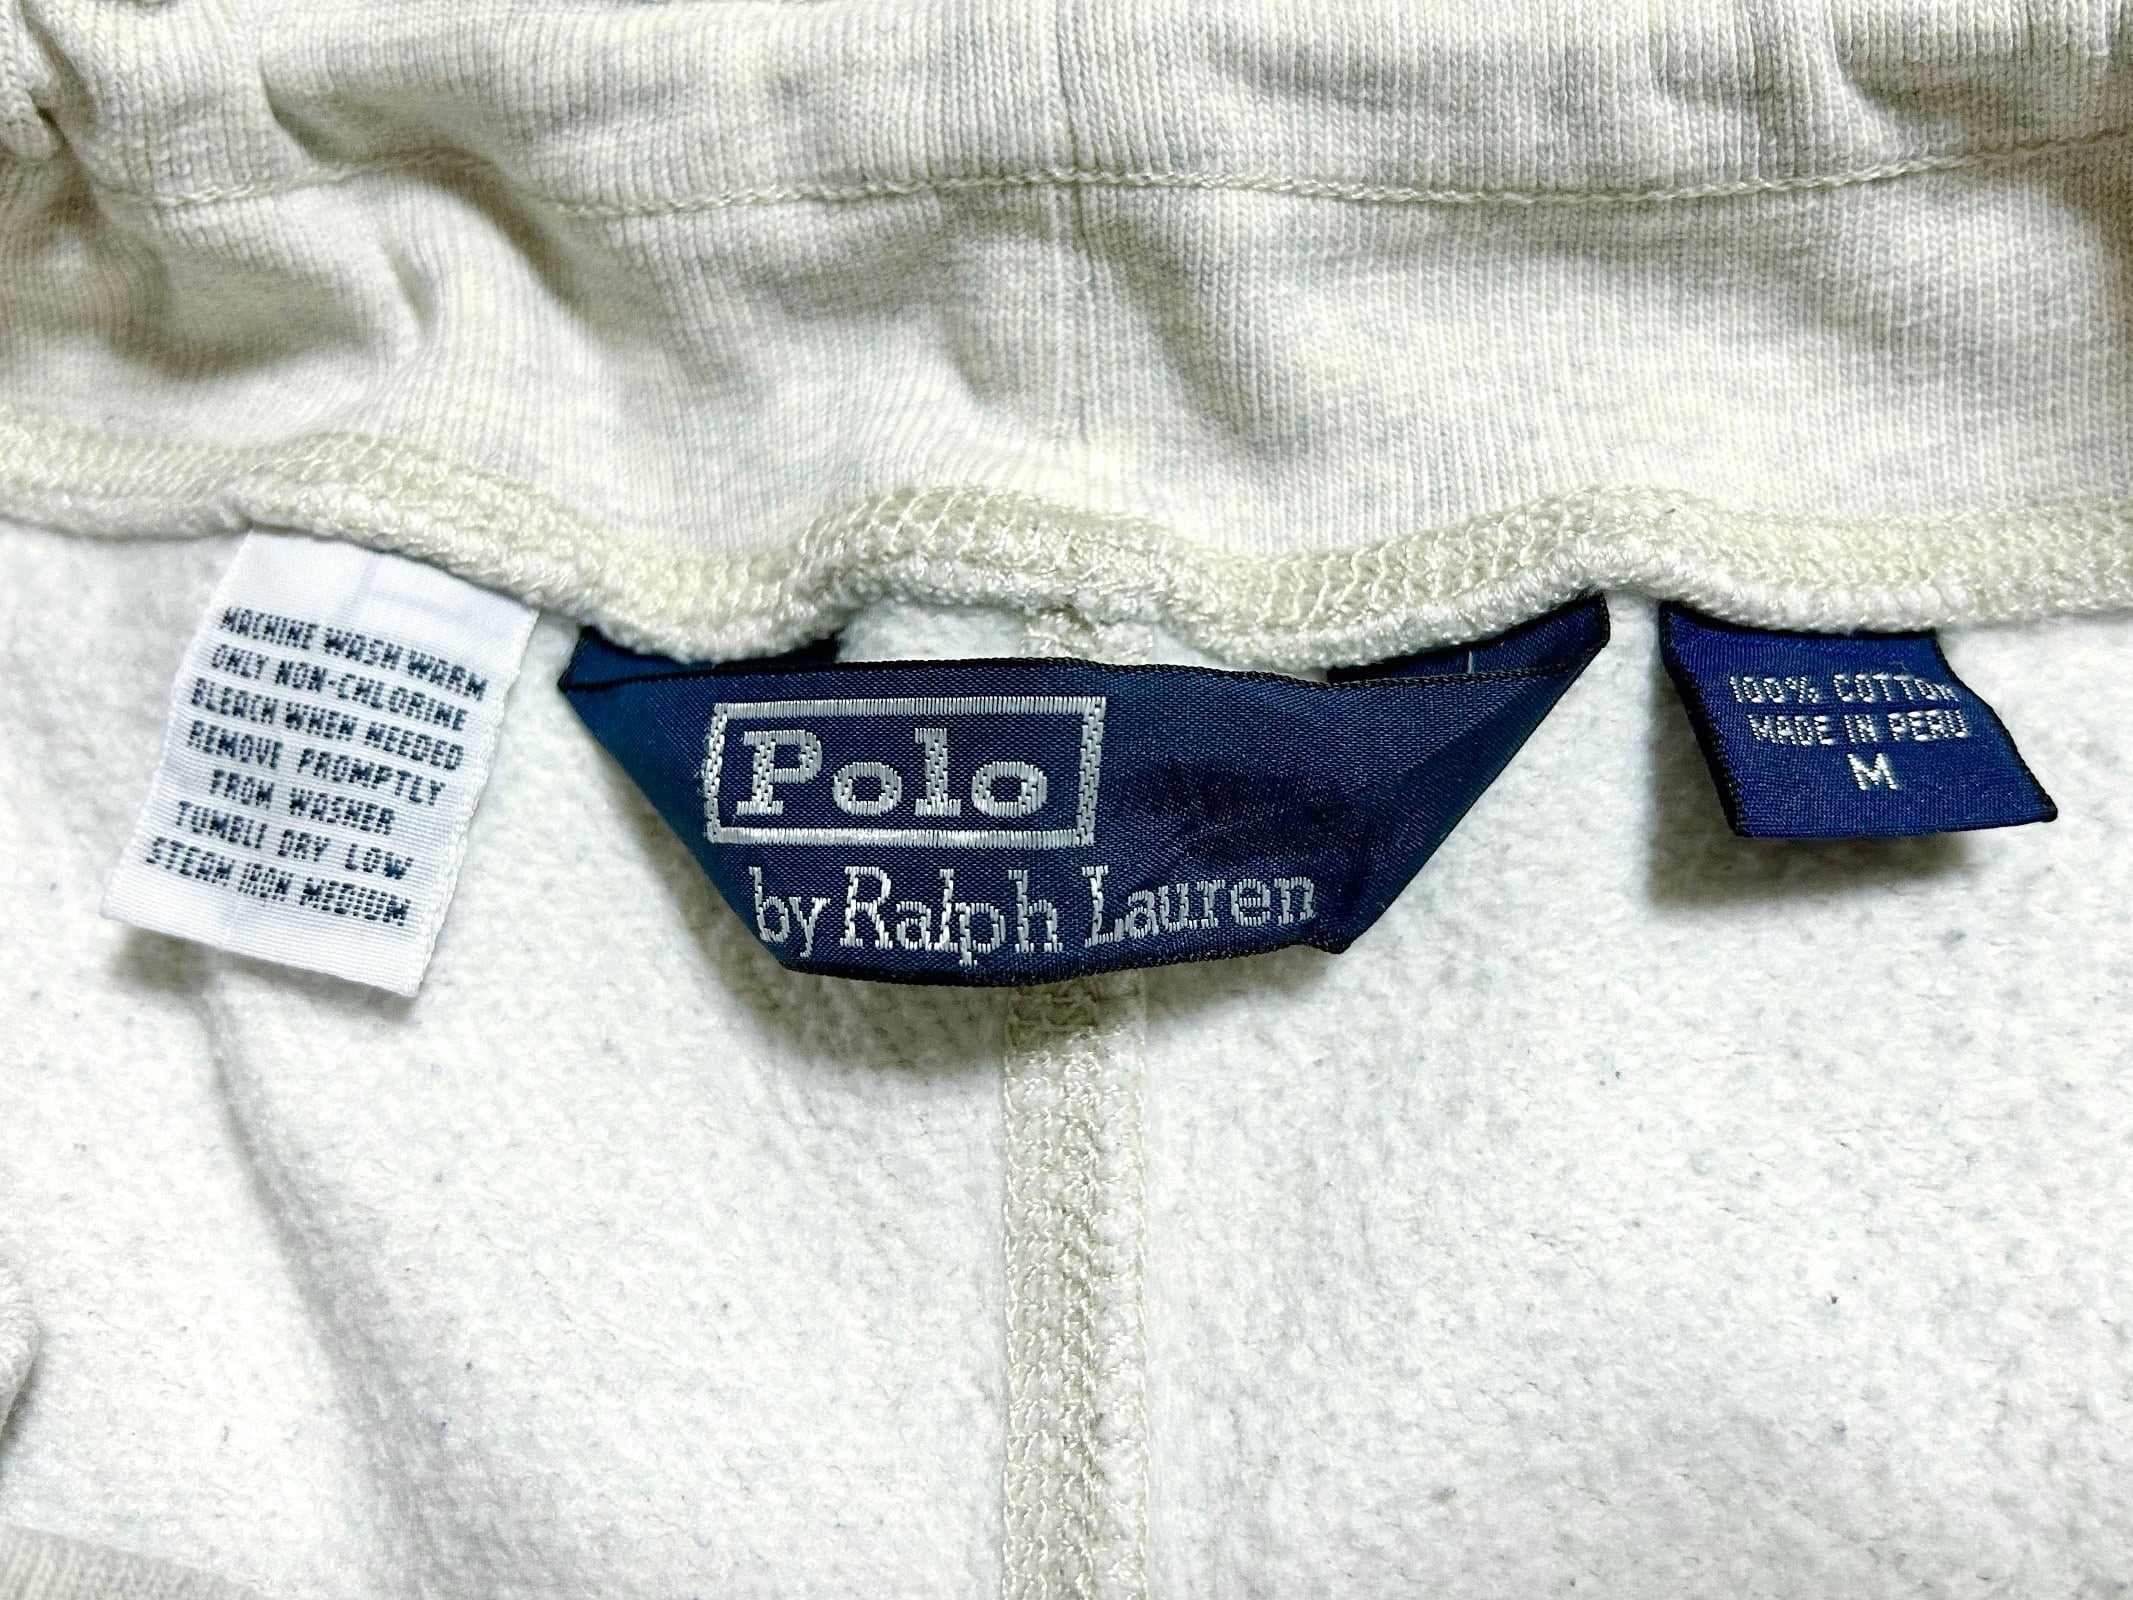 MACHINE WASH WARM
ONLY NON-CHLORINE
BLEACH WHEN NEEDED
REMOVE PROMPTLY
FROM WASHER
TUMBLE DRY LOW
STEAM IRON MEDIUM
Polo
by Ralph Lauren
100% COTTON
MADE IN PERU
M